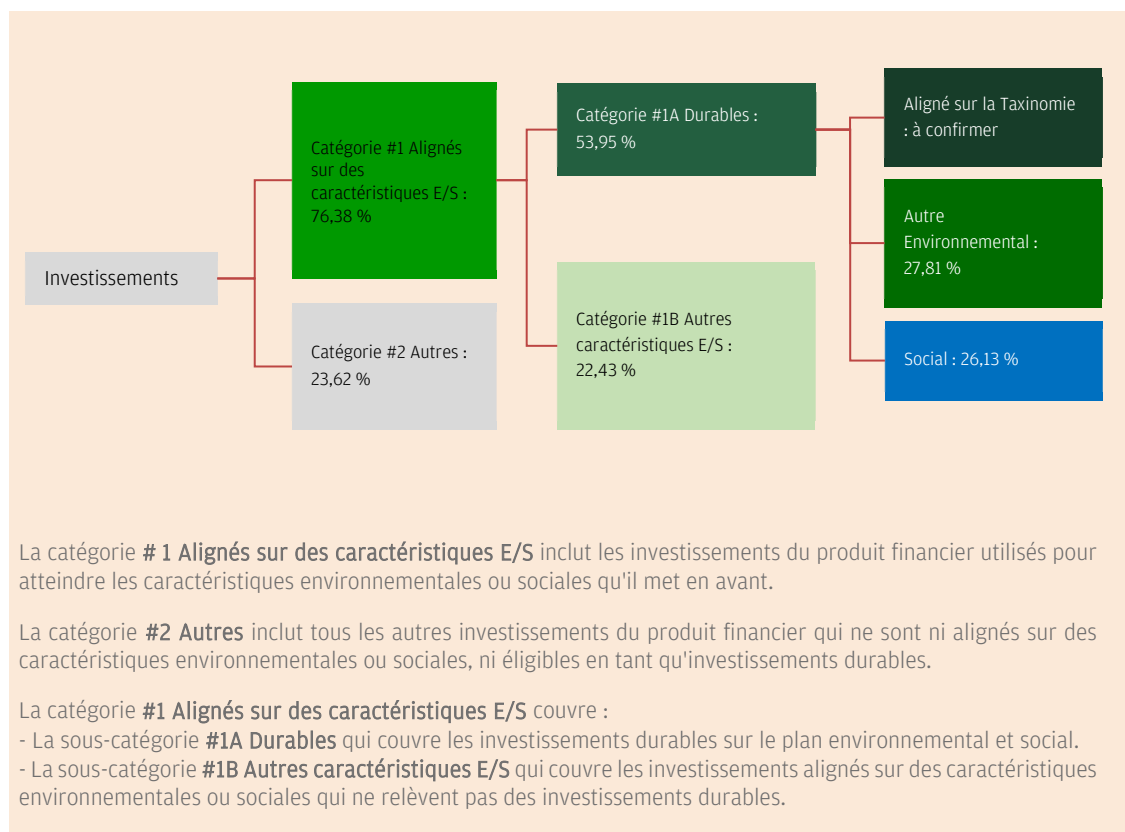 Investissements
Catégorie #1 Alignés
sur des
caractéristiques E/S :
76,38 %
Catégorie #2 Autres :
23,62 %
Catégorie #1A Durables :
53,95 %
Catégorie #1B Autres
caractéristiques E/S :
22,43 %
Aligné sur la Taxinomie
: à confirmer
Autre
Environnemental :
27,81 %
Social : 26,13 %
La catégorie # 1 Alignés sur des caractéristiques E/S inclut les investissements du produit financier utilisés pour
atteindre les caractéristiques environnementales ou sociales qu'il met en avant.
La catégorie #2 Autres inclut tous les autres investissements du produit financier qui ne sont ni alignés sur des
caractéristiques environnementales ou sociales, ni éligibles en tant qu'investissements durables.
La catégorie #1 Alignés sur des caractéristiques E/S couvre :
- La sous-catégorie #1A Durables qui couvre les investissements durables sur le plan environnemental et social.
- La sous-catégorie #1B Autres caractéristiques E/S qui couvre les investissements alignés sur des caractéristiques
environnementales ou sociales qui ne relèvent pas des investissements durables.